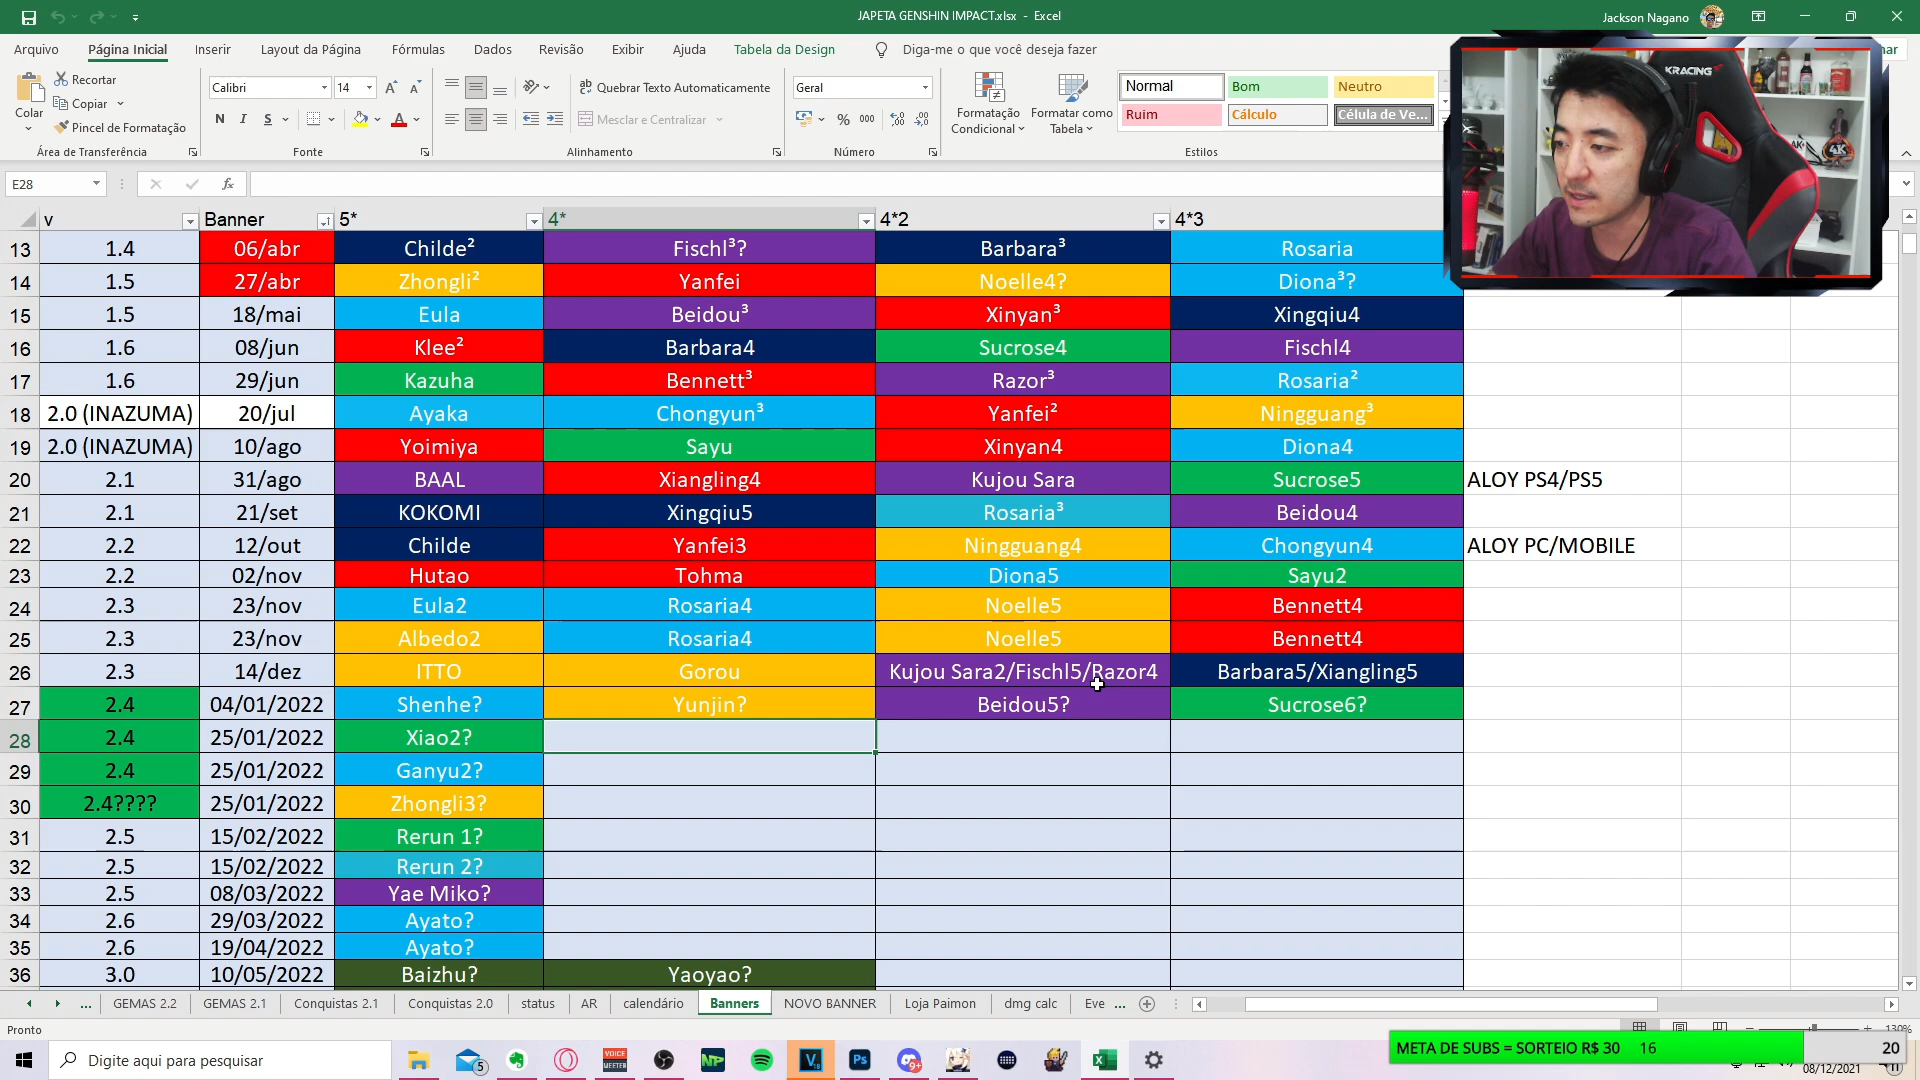 JAPETA GENSHIN IMPACT.xlsx - Excel
Jackson Nagano
Arquivo Página Inicial Inserir Layout da Página Fórmulas Dados Revisão Exibir Ajuda Tabela da Design Diga-me o que você deseja fazer
Colar
Recortar
Copiar
Pincel de Formatação
Área de Transferência
Calibri 14
N I S
Fonte
Quebrar Texto Automaticamente
Mesclar e Centralizar
Alinhamento
Geral
% 000
Número
Formatação Condicional
Formatar como Tabela
Normal Bom Neutro
Ruim Cálculo Célula de Ve...
Estilos
KRACING
E28 fx
v Banner 5* 4* 4*2 4*3
13 1.4 06/abr Childe² Fischl³? Barbara³ Rosaria
14 1.5 27/abr Zhongli² Yanfei Noelle4? Diona³?
15 1.5 18/mai Eula Beidou³ Xinyan³ Xingqiu4
16 1.6 08/jun Klee² Barbara4 Sucrose4 Fischl4
17 1.6 29/jun Kazuha Bennett³ Razor³ Rosaria²
18 2.0 (INAZUMA) 20/jul Ayaka Chongyun³ Yanfei² Ningguang³
19 2.0 (INAZUMA) 10/ago Yoimiya Sayu Xinyan4 Diona4
20 2.1 31/ago BAAL Xiangling4 Kujou Sara Sucrose5 ALOY PS4/PS5
21 2.1 21/set KOKOMI Xingqiu5 Rosaria³ Beidou4
22 2.2 12/out Childe Yanfei3 Ningguang4 Chongyun4 ALOY PC/MOBILE
23 2.2 02/nov Hutao Tohma Diona5 Sayu2
24 2.3 23/nov Eula2 Rosaria4 Noelle5 Bennett4
25 2.3 23/nov Albedo2 Rosaria4 Noelle5 Bennett4
26 2.3 14/dez ITTO Gorou Kujou Sara2/Fischl5/Razor4 Barbara5/Xiangling5
27 2.4 04/01/2022 Shenhe? Yunjin? Beidou5? Sucrose6?
28 2.4 25/01/2022 Xiao2?
29 2.4 25/01/2022 Ganyu2?
30 2.4???? 25/01/2022 Zhongli3?
31 2.5 15/02/2022 Rerun 1?
32 2.5 15/02/2022 Rerun 2?
33 2.5 08/03/2022 Yae Miko?
34 2.6 29/03/2022 Ayato?
35 2.6 19/04/2022 Ayato?
36 3.0 10/05/2022 Baizhu? Yaoyao?
... GEMAS 2.2 GEMAS 2.1 Conquistas 2.1 Conquistas 2.0 status AR calendário Banners NOVO BANNER Loja Paimon dmg calc Eve ...
Pronto
130%
META DE SUBS = SORTEIO R$ 30 16 20
Digite aqui para pesquisar
08/12/2021